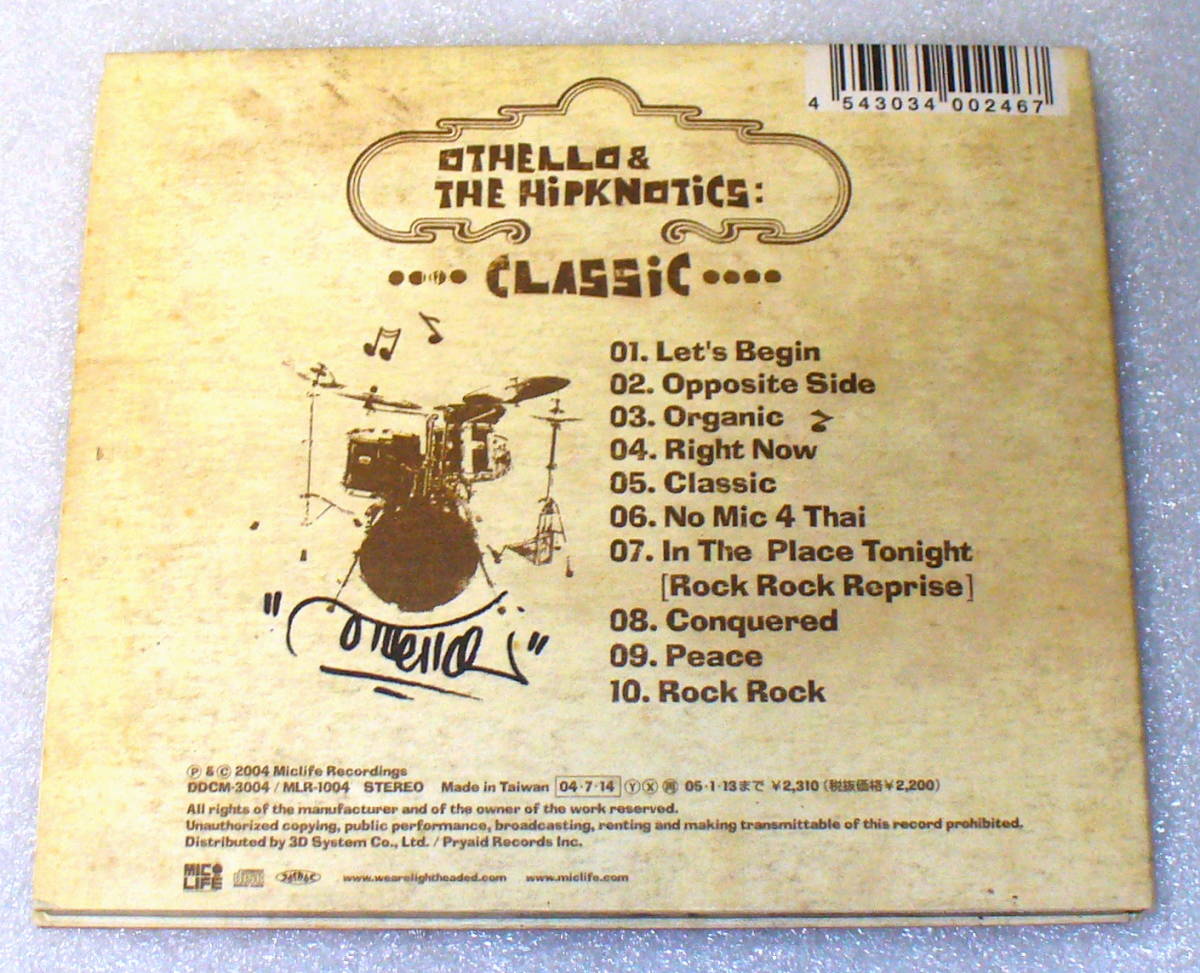 4 543034 002467
OTHELLO &
THE HiPKNOTiCS:
CLASSiC
01. Let's Begin
02. Opposite Side
03. Organic
04. Right Now
05. Classic
06. No Mic 4 Thai
07. In The Place Tonight
[Rock Rock Reprise]
08. Conquered
09. Peace
10. Rock Rock
"Othello"
Ⓟ & Ⓒ 2004 Miclife Recordings
DDCM-3004 / MLR-1004 STEREO Made in Taiwan 04・7・14 Ⓨ Ⓧ 05・1・13まで ¥2,310 (税抜価格¥2,200)
All rights of the manufacturer and of the owner of the work reserved.
Unauthorized copying, public performance, broadcasting, renting and making transmittable of this record prohibited.
Distributed by 3D System Co., Ltd. / Pryaid Records Inc.
MIC LIFE www.wearelightheaded.com www.miclife.com